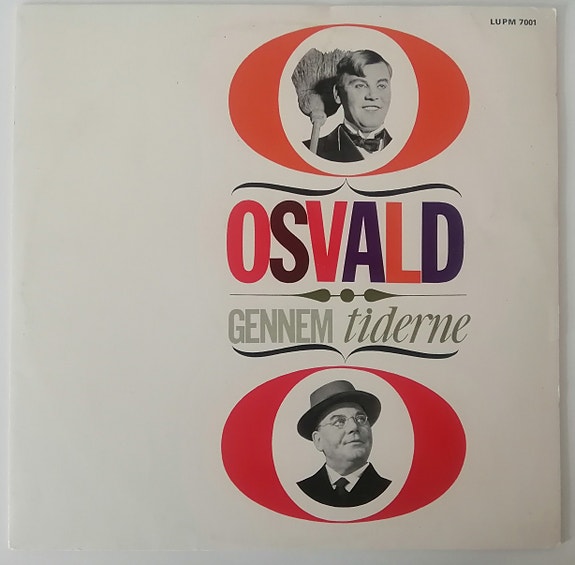 LUPM 7001
OSVALD
GENNEM tiderne